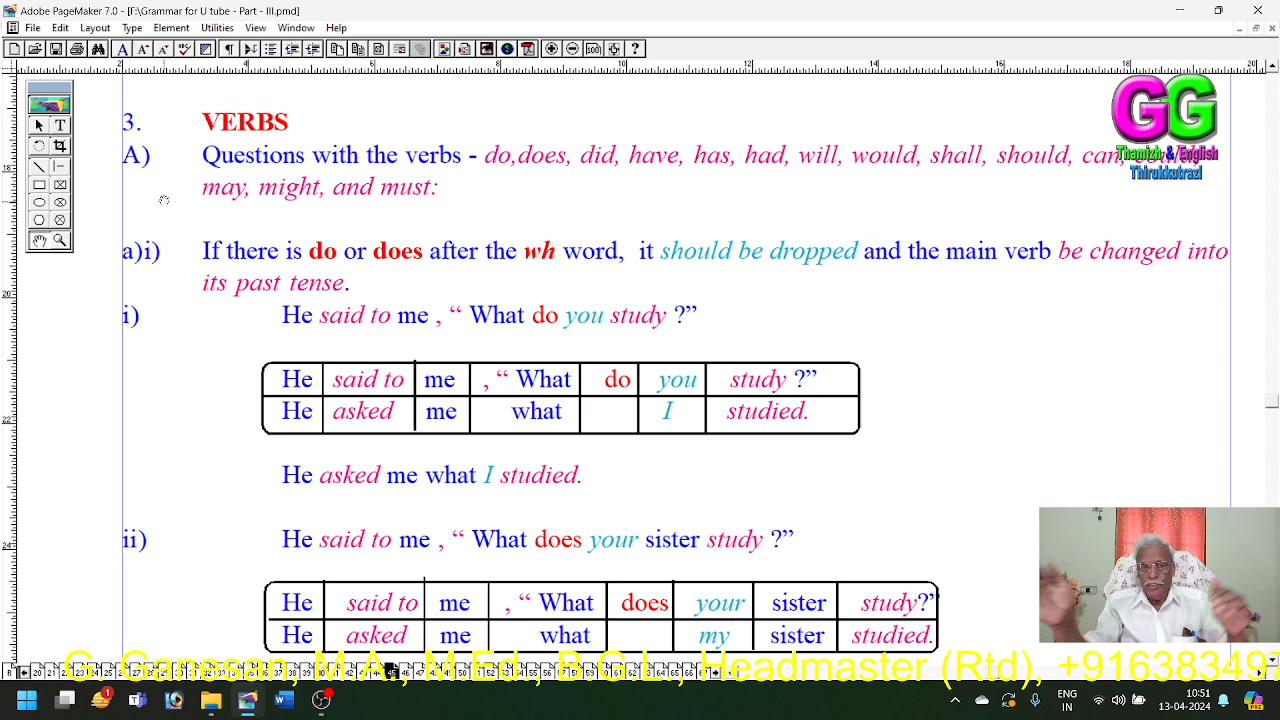 Adobe PageMaker 7.0 - [F:\Grammar for U tube - Part - III.pmd]
File Edit Layout Type Element Utilities View Window Help
GG
Thamizh & English
Thirukkutrazl
3. VERBS
A) Questions with the verbs - do,does, did, have, has, had, will, would, shall, should, can, could,
may, might, and must:
a)i) If there is do or does after the wh word, it should be dropped and the main verb be changed into
its past tense.
i) He said to me , “ What do you study ?”
He said to me , “ What do you study ?”
He asked me what I studied.
He asked me what I studied.
ii) He said to me , “ What does your sister study ?”
He said to me , “ What does your sister study?”
He asked me what my sister studied.
G. Ganesan, M.A., M.Ed., B.G.L., Headmaster (Rtd), +91638349
ENG
IN
10:51
13-04-2024